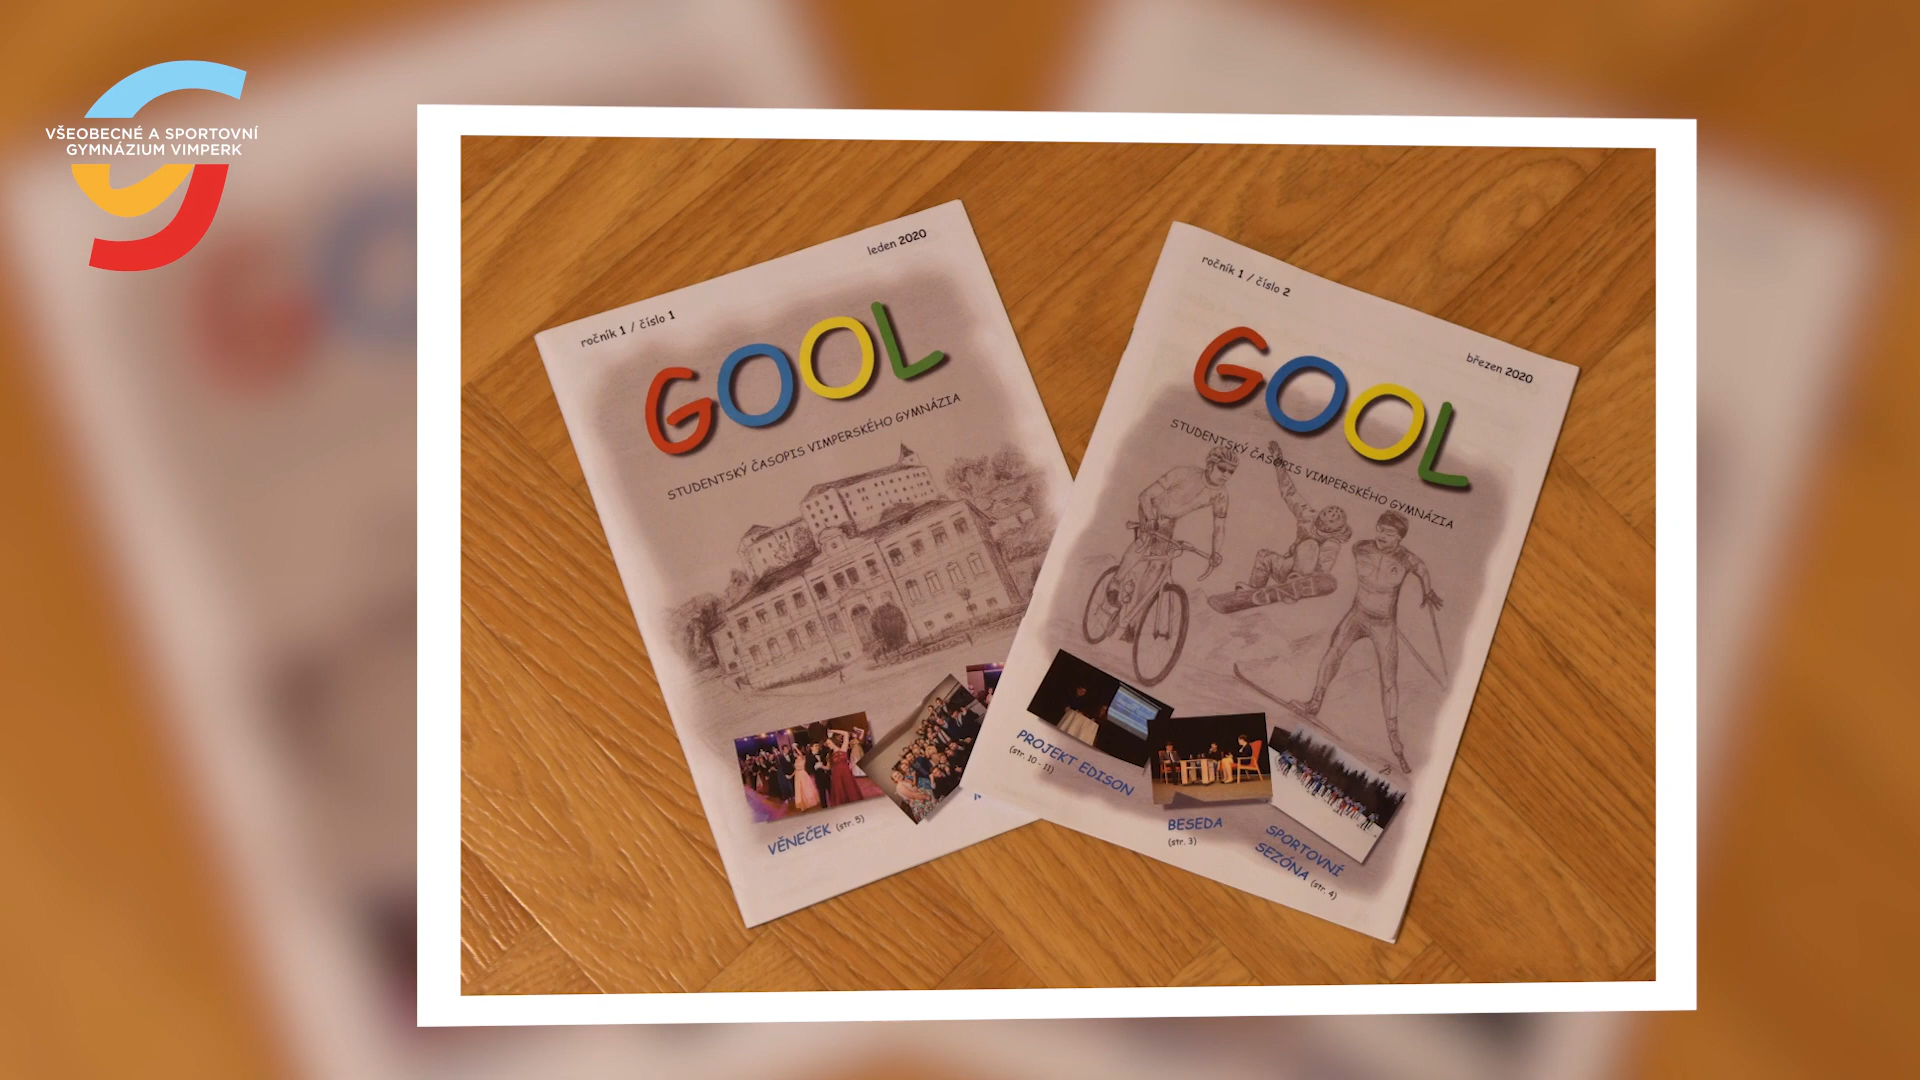 VŠEOBECNÉ A SPORTOVNÍ
GYMNÁZIUM VIMPERK
leden 2020
ročník 1 / číslo 1
GOOL
STUDENTSKÝ ČASOPIS VIMPERSKÉHO GYMNÁZIA
VĚNEČEK (str. 5)
ročník 1 / číslo 2
březen 2020
GOOL
STUDENTSKÝ ČASOPIS VIMPERSKÉHO GYMNÁZIA
PROJEKT EDISON
(str. 10 - 11)
BESEDA
(str. 3)
SPORTOVNÍ
SEZÓNA (str. 4)